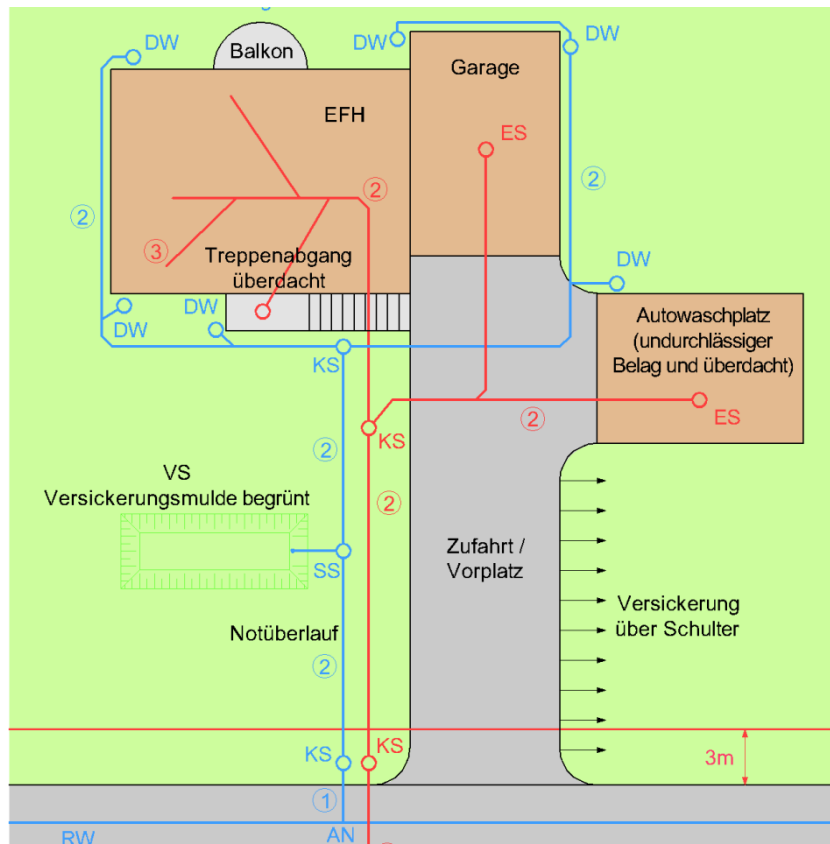 DW
Balkon
DW
DW
Garage
EFH
ES
②
②
②
③
Treppenabgang
überdacht
DW
DW
DW
Autowaschplatz
(undurchlässiger
Belag und überdacht)
KS
ES
②
KS
②
VS
Versickerungsmulde begrünt
②
Zufahrt /
Vorplatz
SS
Versickerung
über Schulter
Notüberlauf
②
KS
KS
3m
①
RW
AN